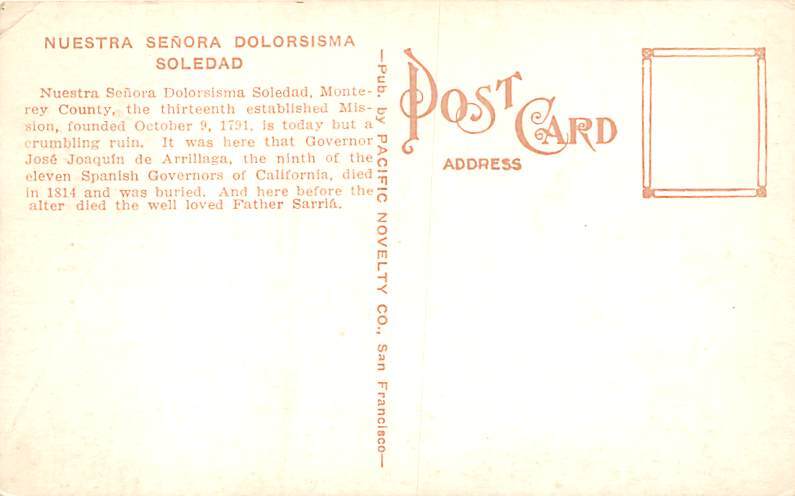 NUESTRA SEÑORA DOLORSISMA
SOLEDAD
Nuestra Señora Dolorsisma Soledad, Monte-
rey County, the thirteenth established Mis-
sion, founded October 9, 1791, is today but a
crumbling ruin. It was here that Governor
José Joaquín de Arrillaga, the ninth of the
eleven Spanish Governors of California, died
in 1814 and was buried. And here before the
alter died the well loved Father Sarriá.
—Pub. by PACIFIC NOVELTY CO., San Francisco—
POST CARD
ADDRESS